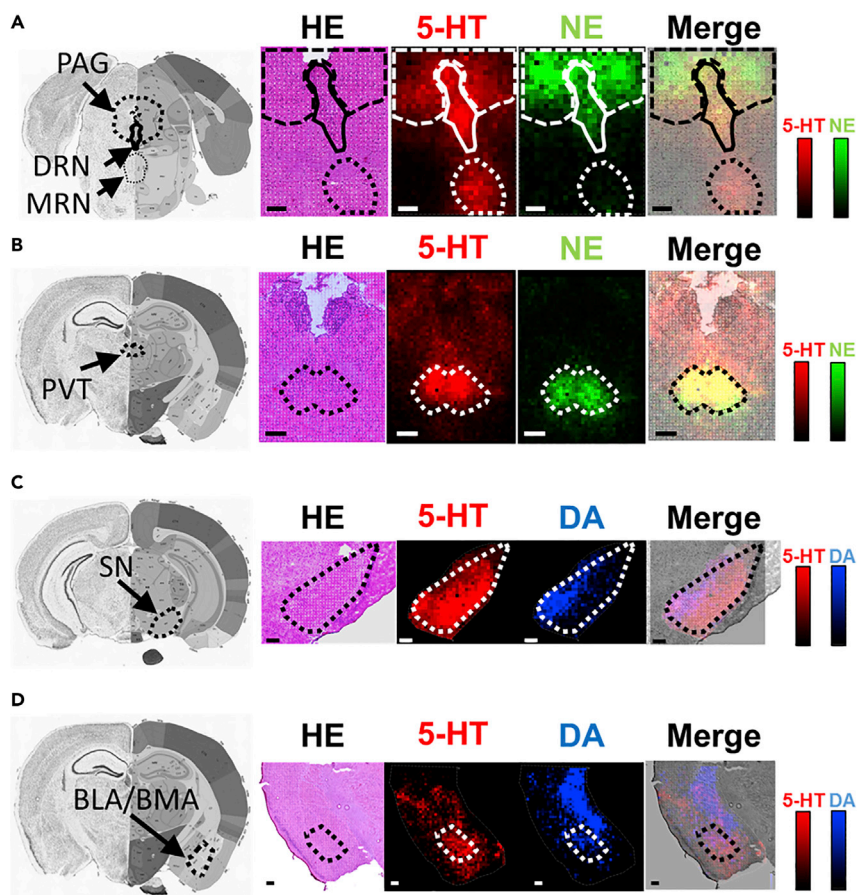 A
HE 5-HT NE Merge
PAG
DRN
MRN
5-HT NE
B
HE 5-HT NE Merge
PVT
5-HT NE
C
HE 5-HT DA Merge
SN
5-HT DA
D
HE 5-HT DA Merge
BLA/BMA
5-HT DA